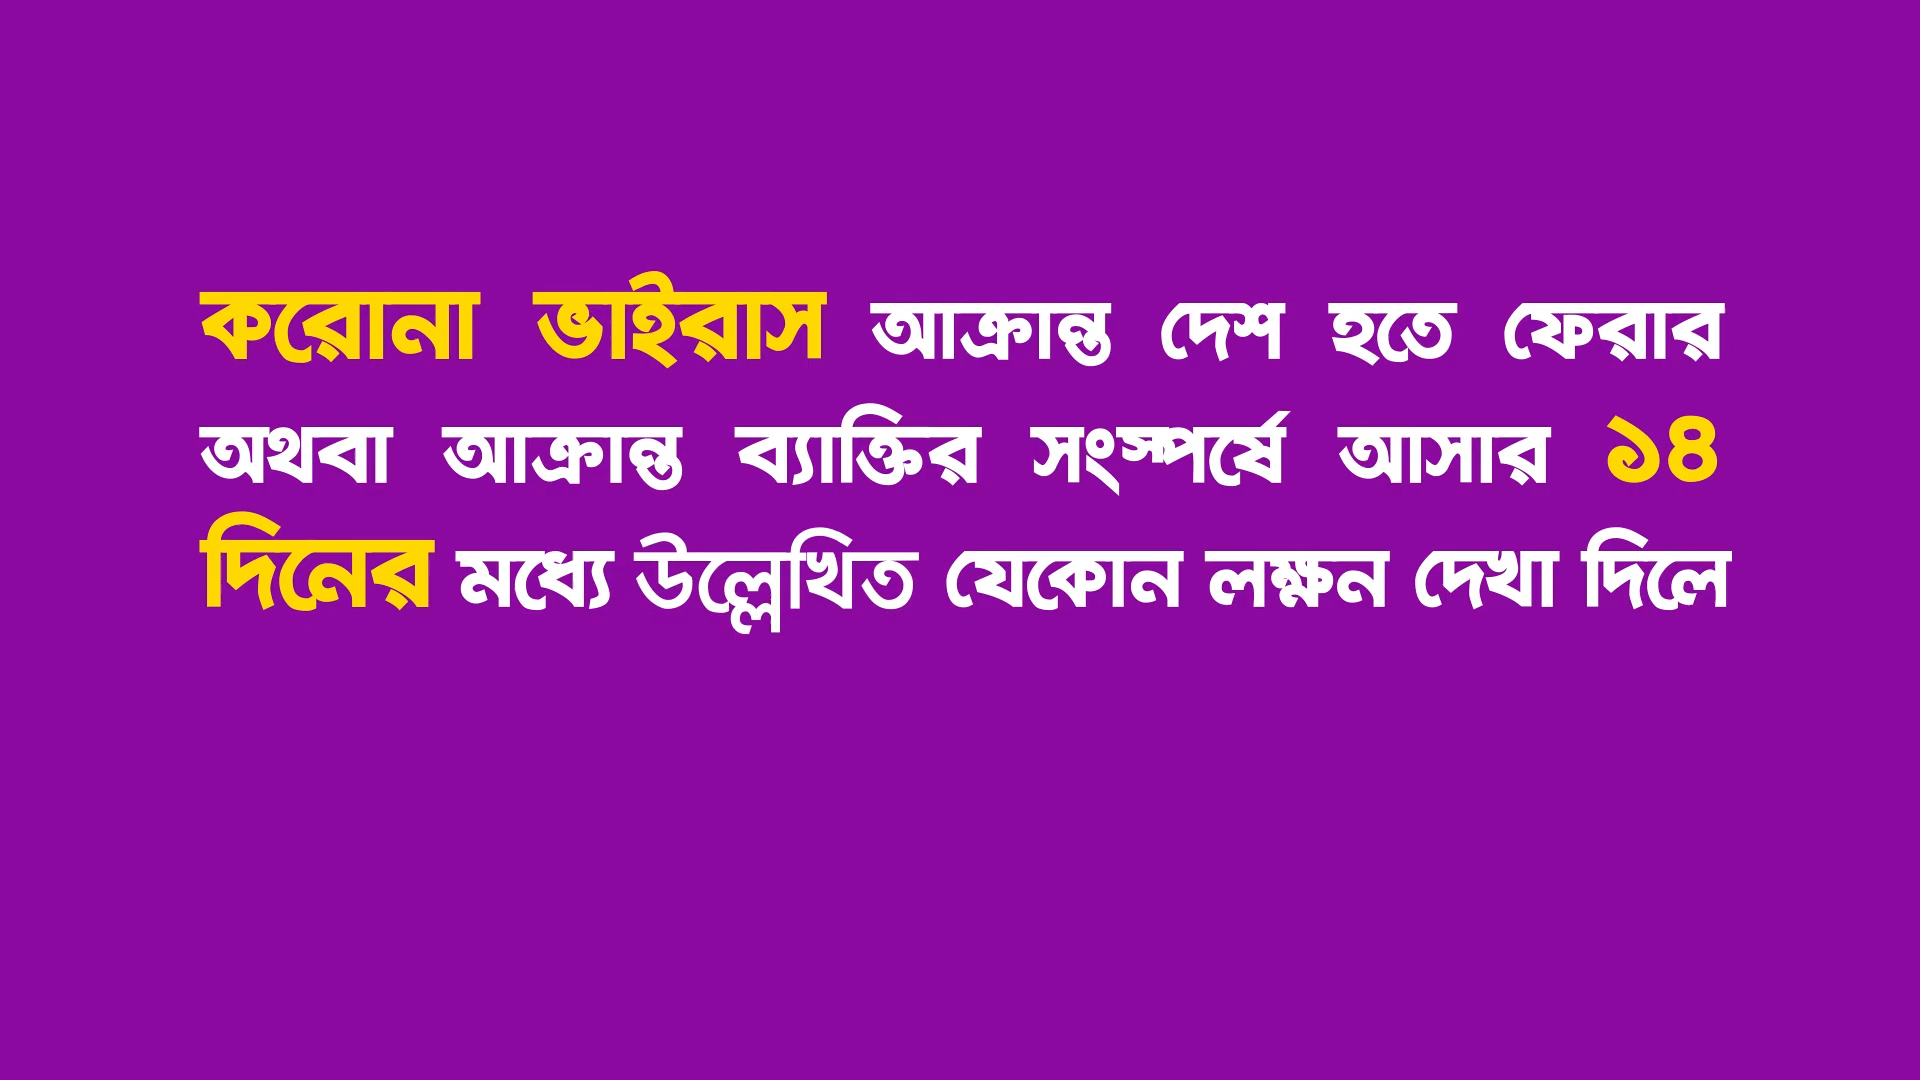 করোনা ভাইরাস আক্রান্ত দেশ হতে ফেরার
অথবা আক্রান্ত ব্যাক্তির সংস্পর্ষে আসার ১৪
দিনের মধ্যে উল্লেখিত যেকোন লক্ষন দেখা দিলে